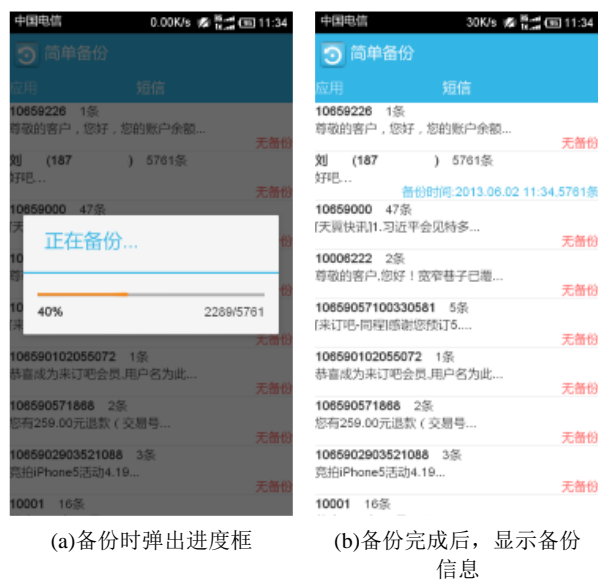 中国电信 0.00K/s 11:34
简单备份
应用 短信
10659226 1条
尊敬的客户，您好，您的账户余额...
无备份
刘 (187 ) 5761条
好吧...
无备份
10659000 47条
正在备份...
40% 2289/5761
无备份
106590102055072 1条
恭喜成为来订吧会员,用户名为此...
无备份
106590571868 2条
您有259.00元退款（交易号...
无备份
1065902903521088 3条
竞拍iPhone5活动4.19...
无备份
10001 16条
(a)备份时弹出进度框
中国电信 30K/s 11:34
简单备份
应用 短信
10659226 1条
尊敬的客户，您好，您的账户余额...
无备份
刘 (187 ) 5761条
好吧...
备份时间:2013.06.02 11:34,5761条
10659000 47条
[天翼快讯]1.习近平会见特多...
无备份
10006222 2条
尊敬的客户,您好！宽窄巷子已...
无备份
10659057100330581 5条
[来订吧-同程]感谢您预订5....
无备份
106590102055072 1条
恭喜成为来订吧会员,用户名为此...
无备份
106590571868 2条
您有259.00元退款（交易号...
无备份
1065902903521088 3条
竞拍iPhone5活动4.19...
无备份
10001 16条
(b)备份完成后，显示备份
信息